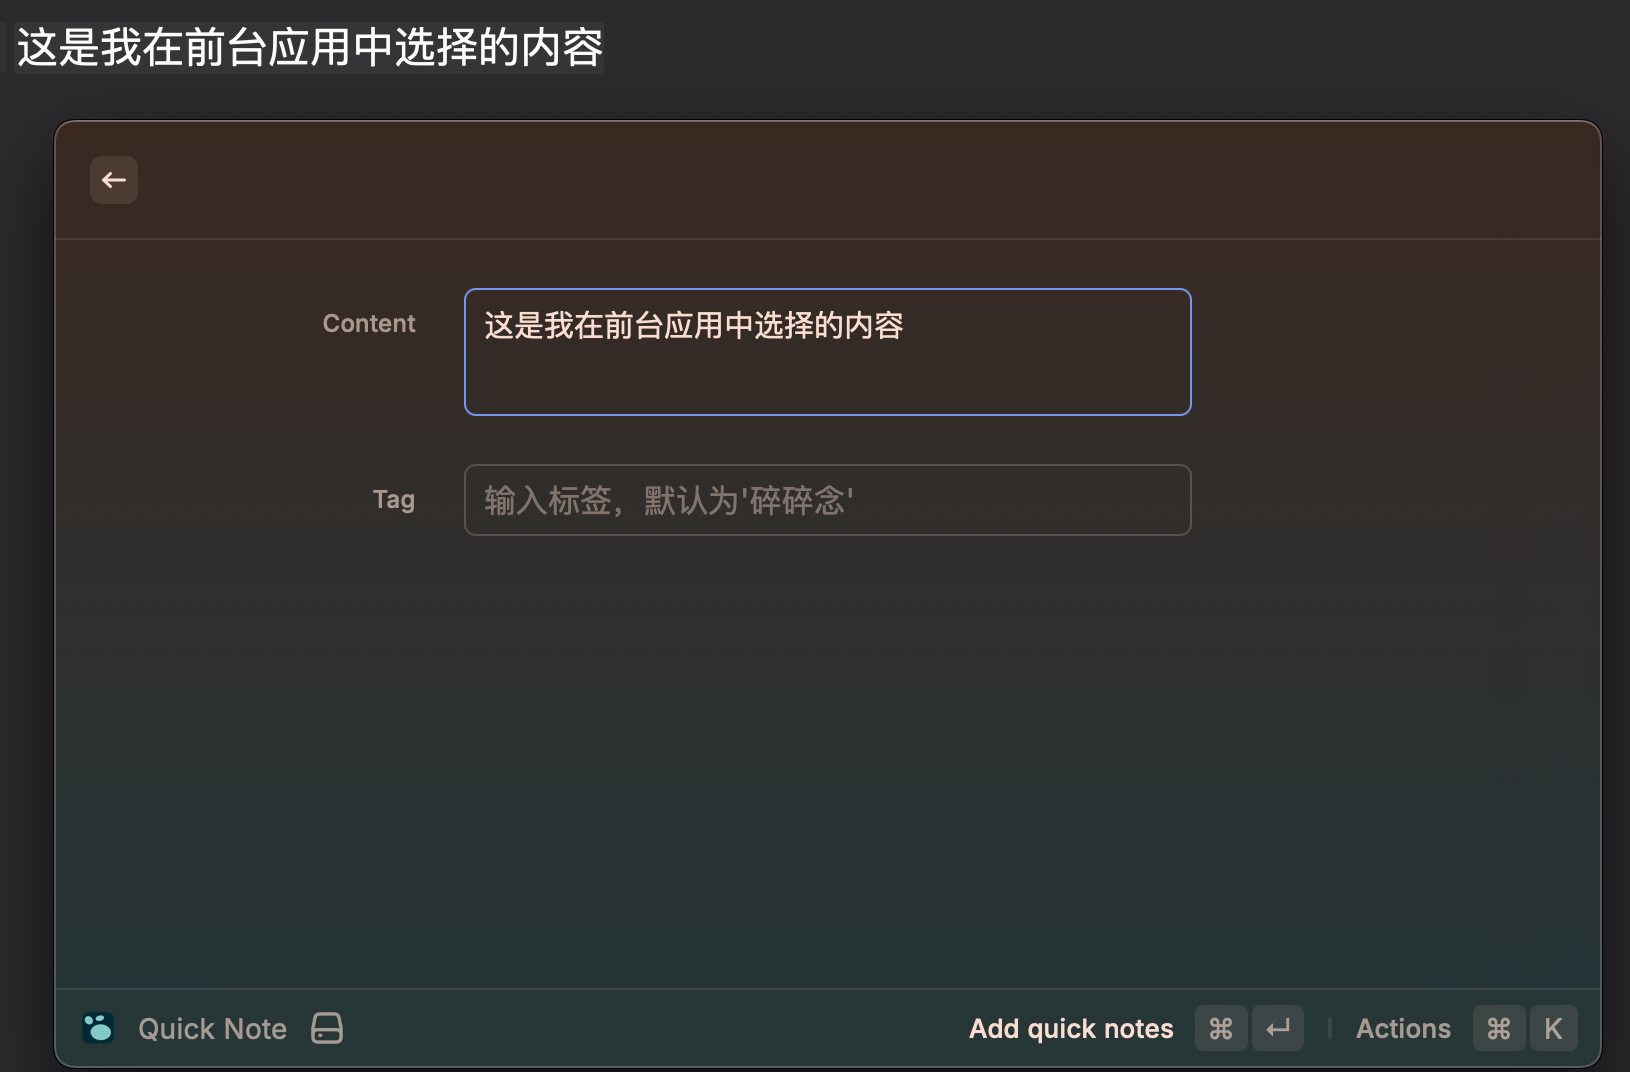 这是我在前台应用中选择的内容
Content
这是我在前台应用中选择的内容
Tag
输入标签，默认为'碎碎念'
Quick Note
Add quick notes ⌘ ↵ Actions ⌘ K